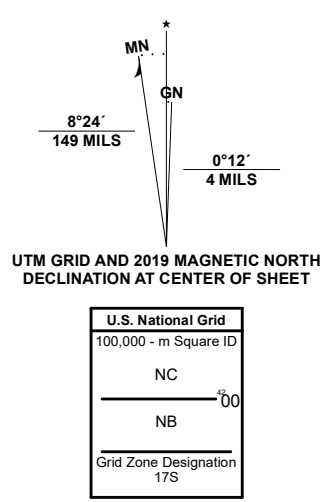 MN
GN
8°24´
149 MILS
0°12´
4 MILS
UTM GRID AND 2019 MAGNETIC NORTH
DECLINATION AT CENTER OF SHEET
U.S. National Grid
100,000 - m Square ID
NC
42 00
NB
Grid Zone Designation
17S